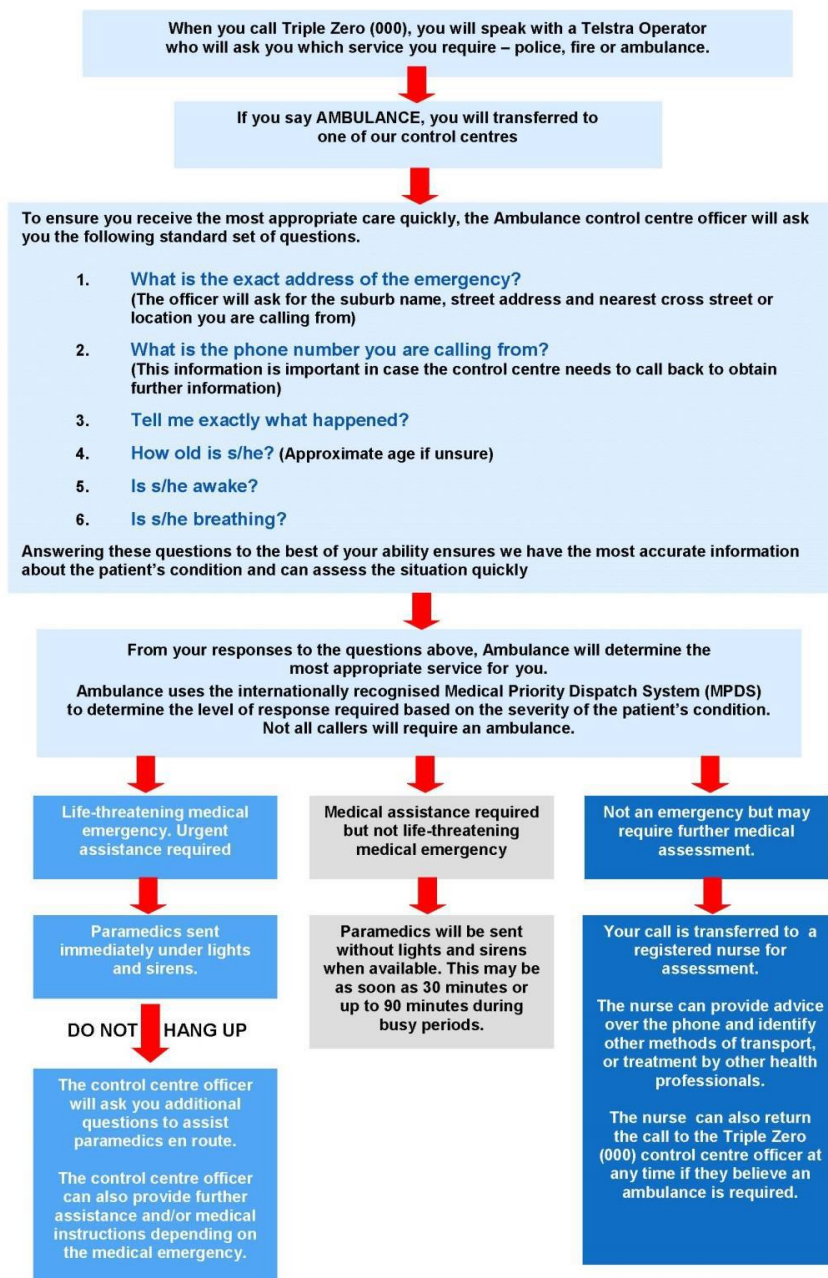 When you call Triple Zero (000), you will speak with a Telstra Operator
who will ask you which service you require – police, fire or ambulance.
If you say AMBULANCE, you will transferred to
one of our control centres
To ensure you receive the most appropriate care quickly, the Ambulance control centre officer will ask
you the following standard set of questions.
1. What is the exact address of the emergency?
(The officer will ask for the suburb name, street address and nearest cross street or
location you are calling from)
2. What is the phone number you are calling from?
(This information is important in case the control centre needs to call back to obtain
further information)
3. Tell me exactly what happened?
4. How old is s/he? (Approximate age if unsure)
5. Is s/he awake?
6. Is s/he breathing?
Answering these questions to the best of your ability ensures we have the most accurate information
about the patient’s condition and can assess the situation quickly
From your responses to the questions above, Ambulance will determine the
most appropriate service for you.
Ambulance uses the internationally recognised Medical Priority Dispatch System (MPDS)
to determine the level of response required based on the severity of the patient’s condition.
Not all callers will require an ambulance.
Life-threatening medical
emergency. Urgent
assistance required
Paramedics sent
immediately under lights
and sirens.
DO NOT HANG UP
The control centre officer
will ask you additional
questions to assist
paramedics en route.
The control centre officer
can also provide further
assistance and/or medical
instructions depending on
the medical emergency.
Medical assistance required
but not life-threatening
medical emergency
Paramedics will be sent
without lights and sirens
when available. This may be
as soon as 30 minutes or
up to 90 minutes during
busy periods.
Not an emergency but may
require further medical
assessment.
Your call is transferred to a
registered nurse for
assessment.
The nurse can provide advice
over the phone and identify
other methods of transport,
or treatment by other health
professionals.
The nurse can also return
the call to the Triple Zero
(000) control centre officer at
any time if they believe an
ambulance is required.